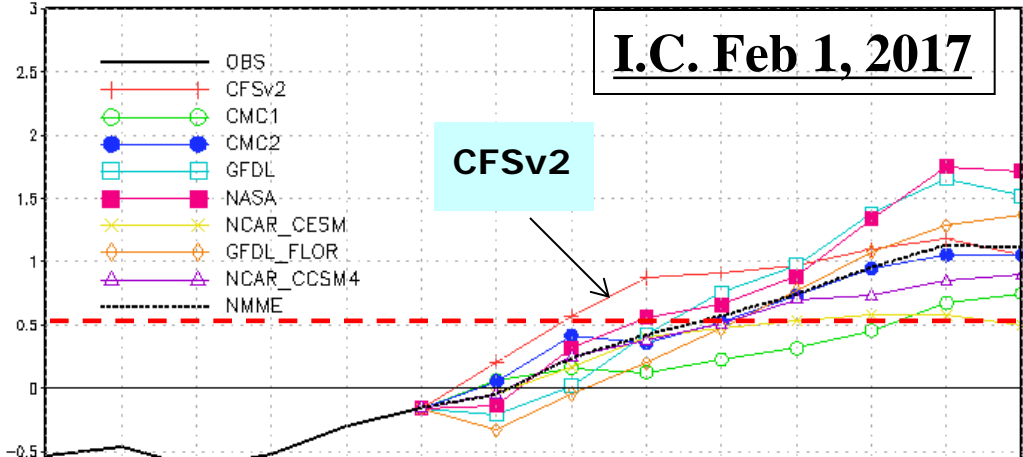 3
I.C. Feb 1, 2017
OBS
2.5
CFSv2
CMC1
2
CMC2
CFSv2
GFDL
1.5
NASA
NCAR_CESM
GFDL_FLOR
1
NCAR_CCSM4
NMME
0.5
0
-0.5